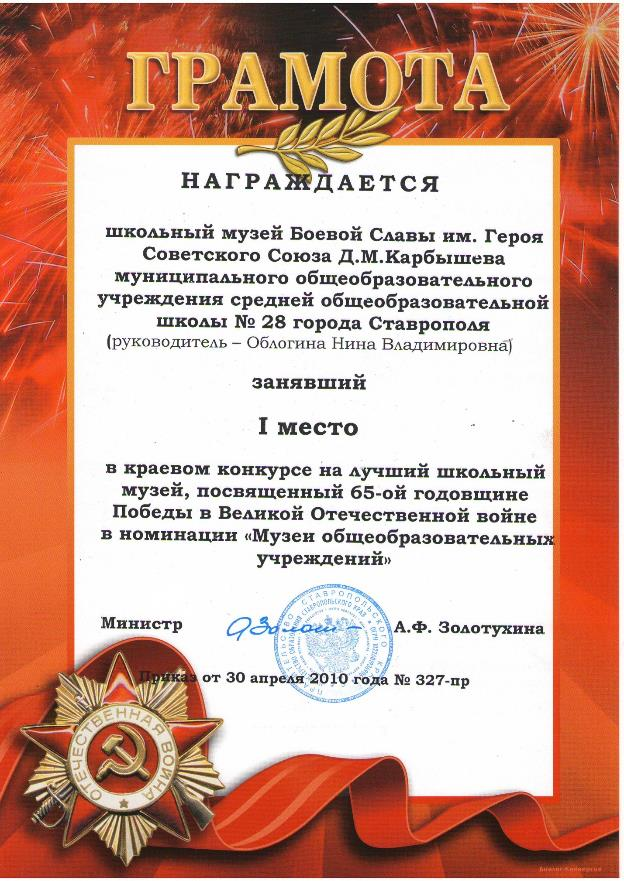 ГРАМОТА
НАГРАЖДАЕТСЯ
школьный музей Боевой Славы им. Героя
Советского Союза Д.М.Карбышева
муниципального общеобразовательного
учреждения средней общеобразовательной
школы № 28 города Ставрополя
(руководитель – Облогина Нина Владимировна)
занявший
I место
в краевом конкурсе на лучший школьный
музей, посвященный 65-ой годовщине
Победы в Великой Отечественной войне
в номинации «Музеи общеобразовательных
учреждений»
Министр А.Ф. Золотухина
Приказ от 30 апреля 2010 года № 327-пр
ОТЕЧЕСТВЕННАЯ ВОЙНА